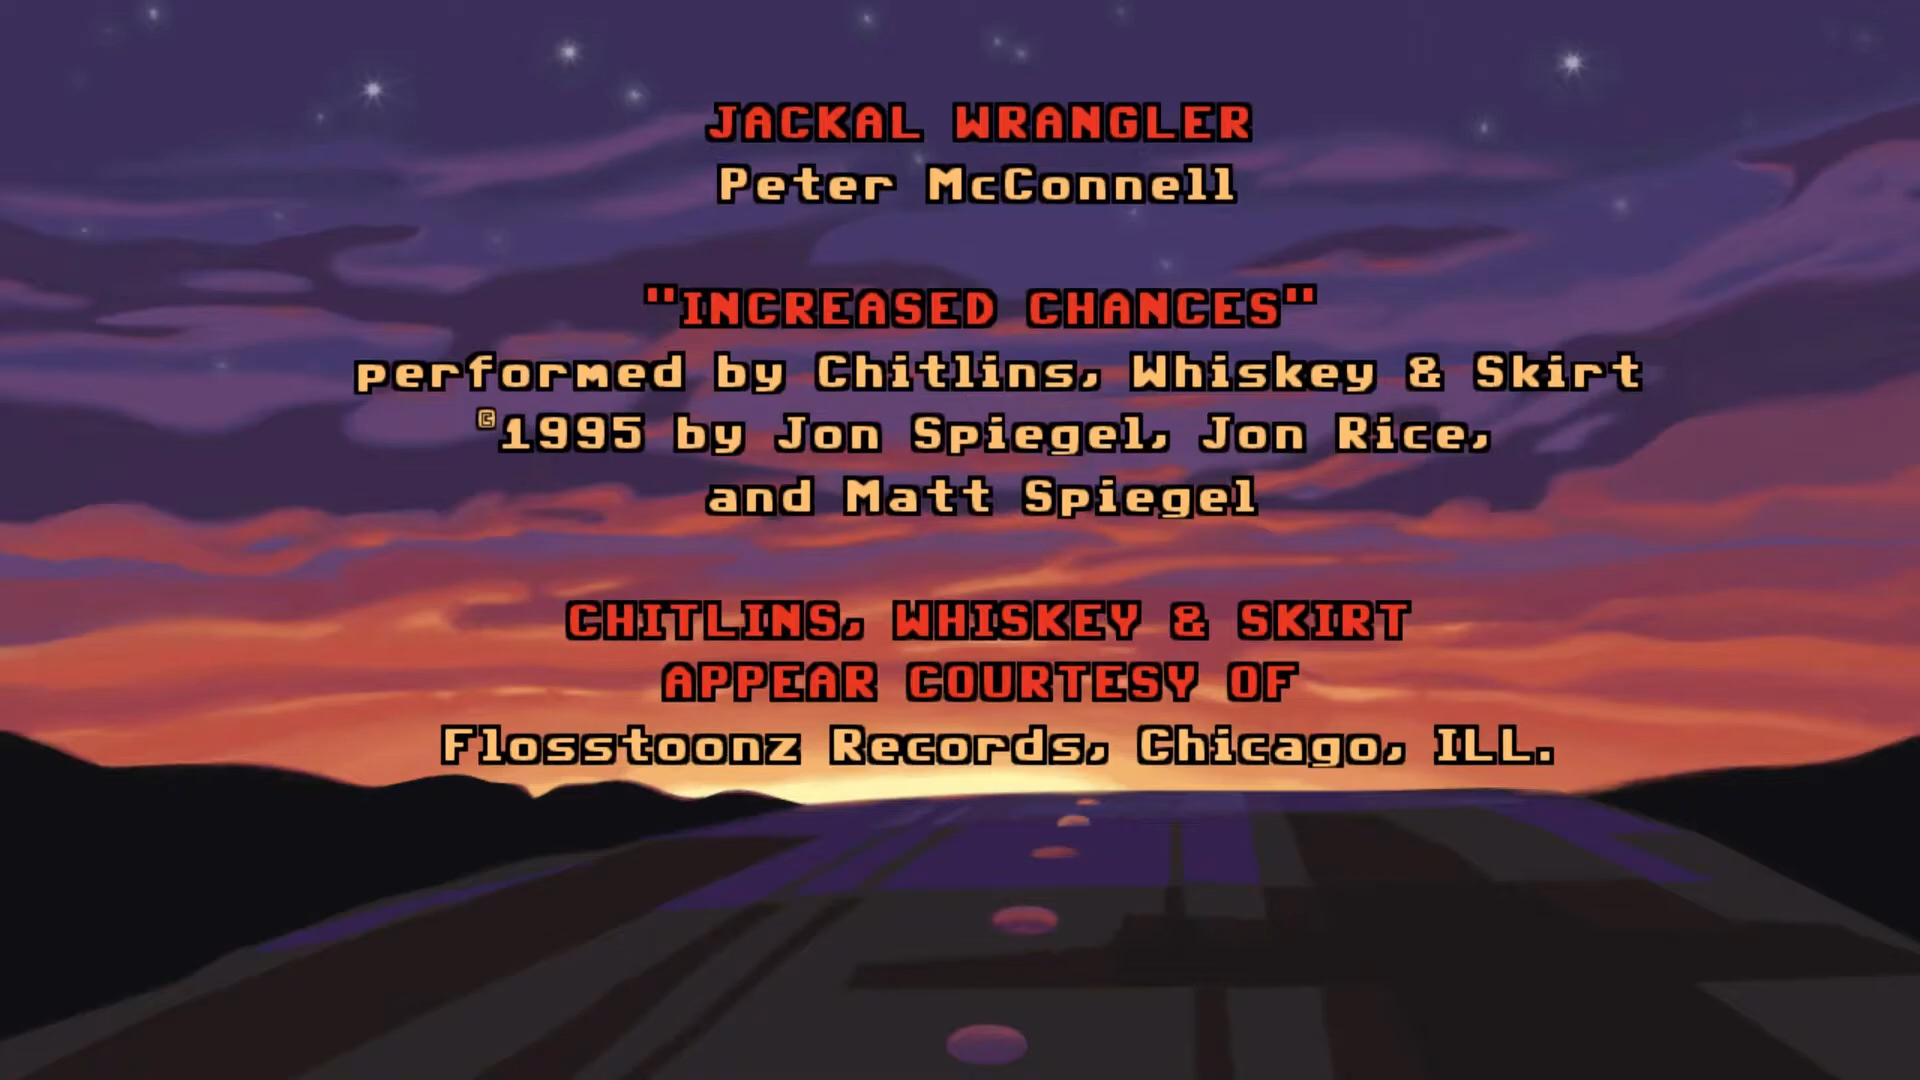 JACKAL WRANGLER
Peter McConnell
"INCREASED CHANCES"
performed by Chitlins, Whiskey & Skirt
©1995 by Jon Spiegel, Jon Rice,
and Matt Spiegel
CHITLINS, WHISKEY & SKIRT
APPEAR COURTESY OF
Flosstoonz Records, Chicago, ILL.